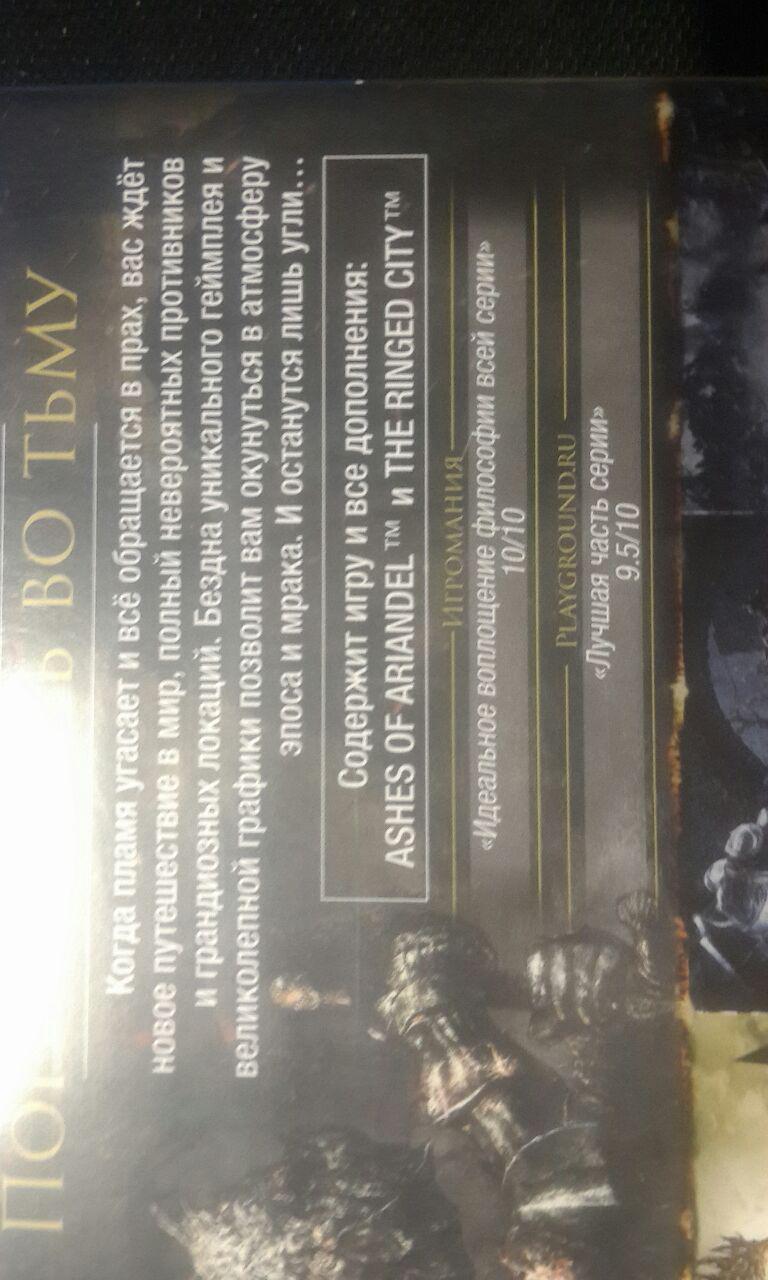 ВО ТЬМУ
Когда пламя угасает и всё обращается в прах, вас ждёт
новое путешествие в мир, полный невероятных противников
и грандиозных локаций. Бездна уникального геймплея и
великолепной графики позволит вам окунуться в атмосферу
эпоса и мрака. И останутся лишь угли...
Содержит игру и все дополнения:
ASHES OF ARIANDEL™ и THE RINGED CITY™
ИГРОМАНИЯ
«Идеальное воплощение философии всей серии»
10/10
PLAYGROUND.RU
«Лучшая часть серии»
9.5/10